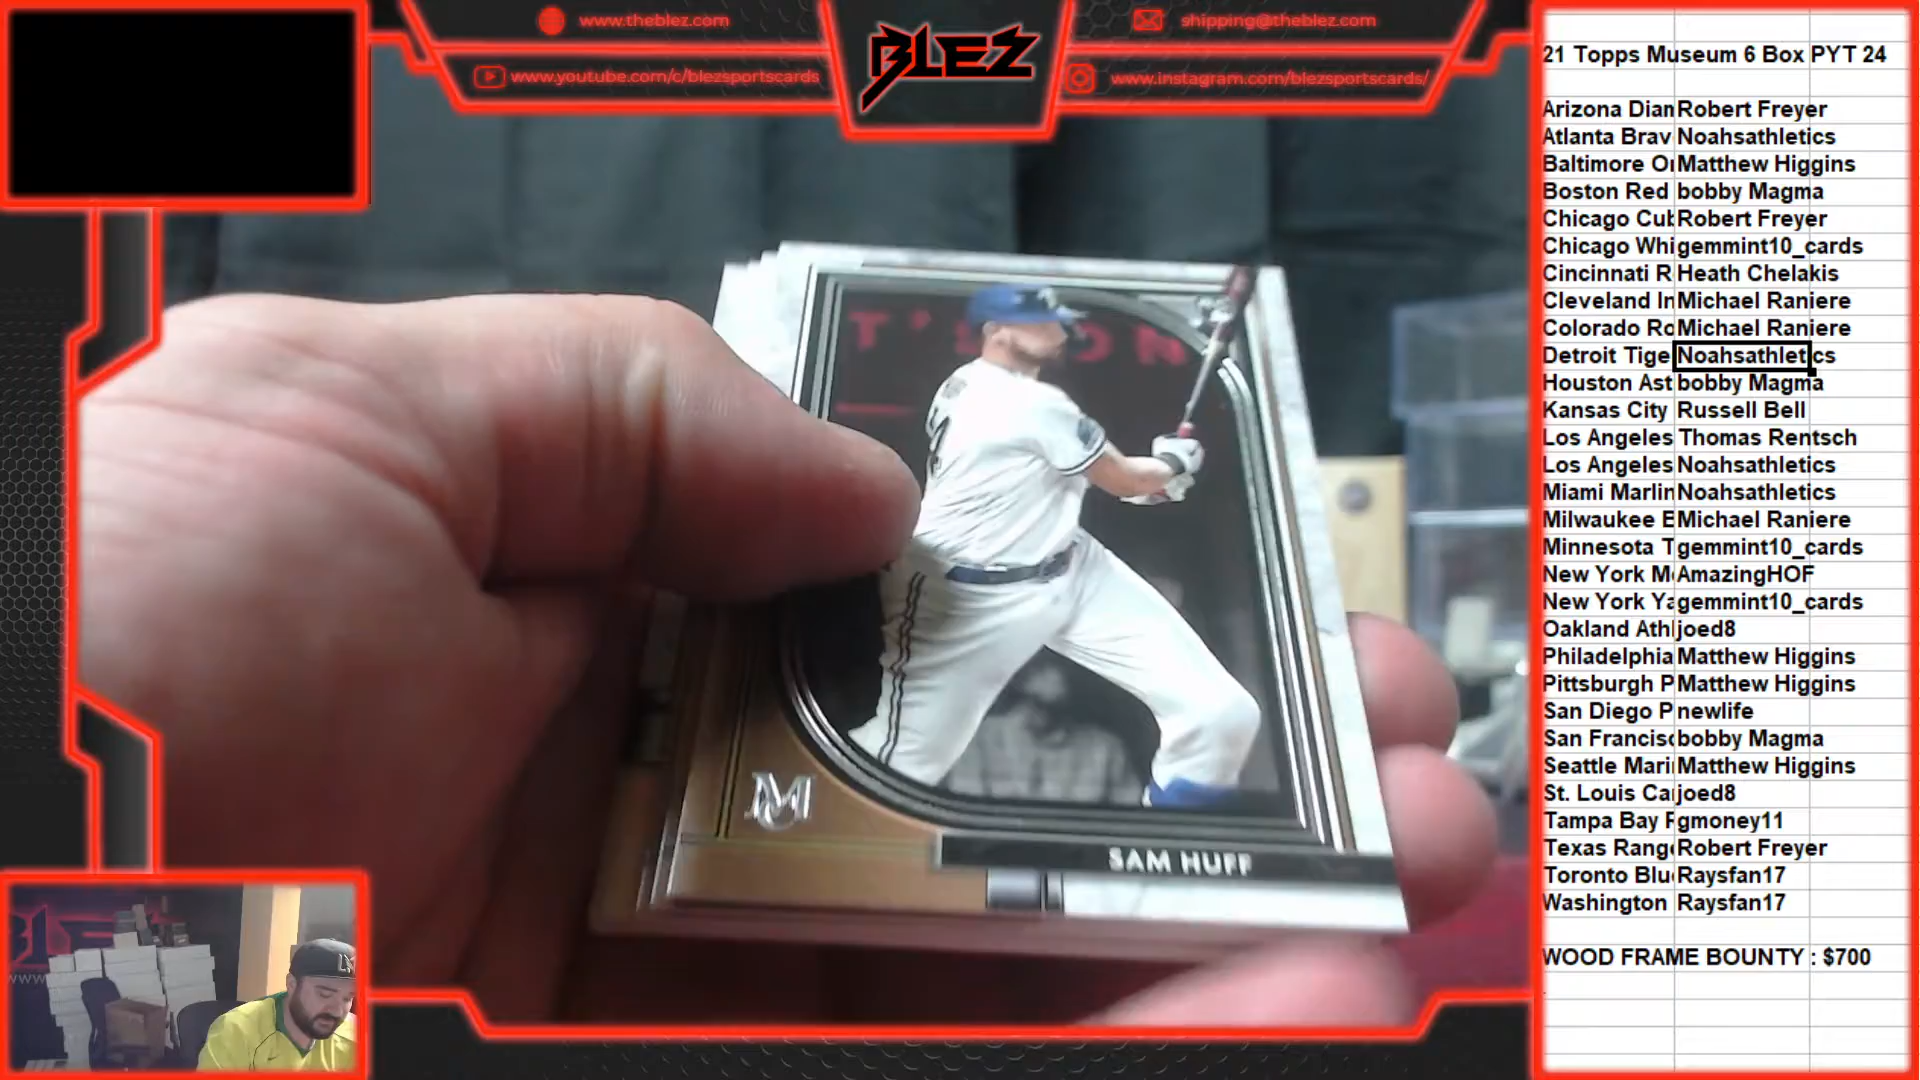 www.theblez.com
shipping@theblez.com
BLEZ
www.youtube.com/c/blezsportscards
www.instagram.com/blezsportscards/
21 Topps Museum 6 Box PYT 24
Arizona Diam Robert Freyer
Atlanta Brav Noahsathletics
Baltimore Or Matthew Higgins
Boston Red bobby Magma
Chicago Cub Robert Freyer
Chicago Whi gemmint10_cards
Cincinnati R Heath Chelakis
Cleveland In Michael Raniere
Colorado Ro Michael Raniere
Detroit Tige Noahsathletics
Houston Ast bobby Magma
Kansas City Russell Bell
Los Angeles Thomas Rentsch
Los Angeles Noahsathletics
Miami Marlin Noahsathletics
Milwaukee B Michael Raniere
Minnesota T gemmint10_cards
New York Me AmazingHOF
New York Ya gemmint10_cards
Oakland Athl joed8
Philadelphia Matthew Higgins
Pittsburgh P Matthew Higgins
San Diego P newlife
San Francisc bobby Magma
Seattle Mari Matthew Higgins
St. Louis Car joed8
Tampa Bay R gmoney11
Texas Range Robert Freyer
Toronto Blue Raysfan17
Washington Raysfan17
WOOD FRAME BOUNTY : $700
M
SAM HUFF